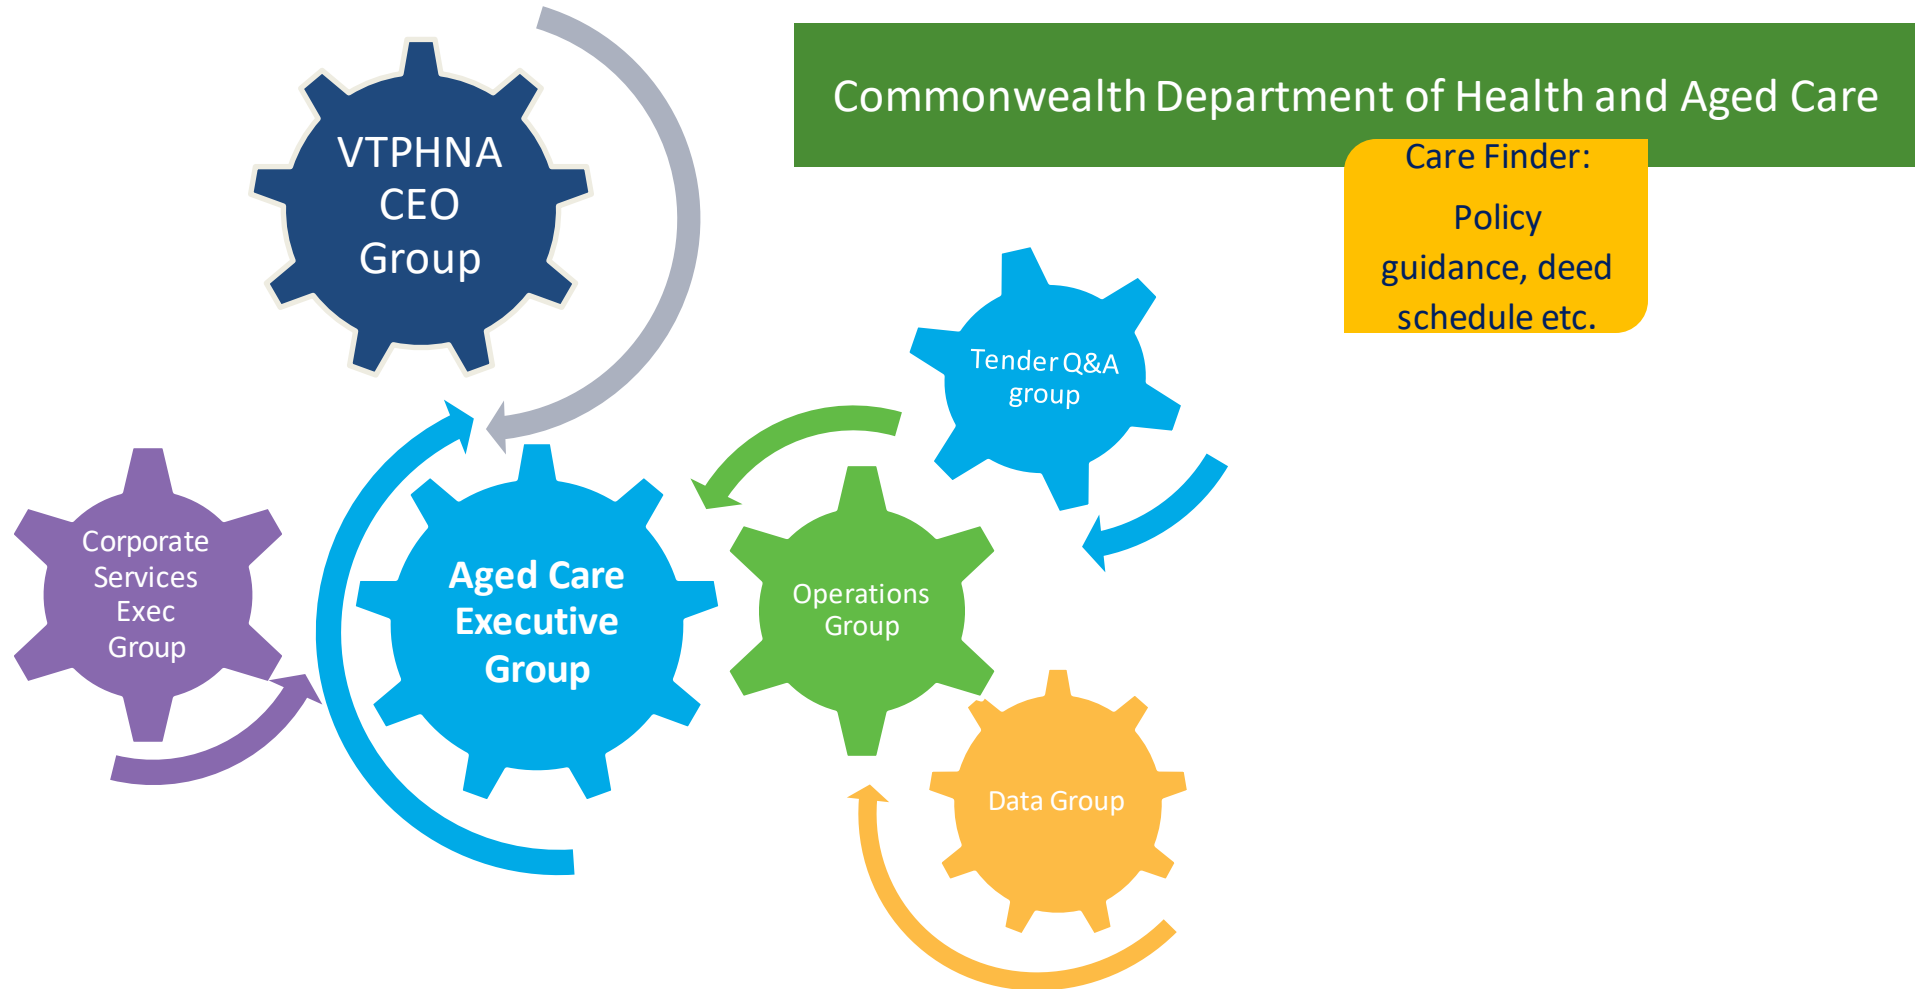 Commonwealth Department of Health and Aged Care
Care Finder:
Policy
guidance, deed
schedule etc.
VTPHNA
CEO
Group
Tender Q&A
group
Corporate
Services
Exec
Group
Aged Care
Executive
Group
Operations
Group
Data Group